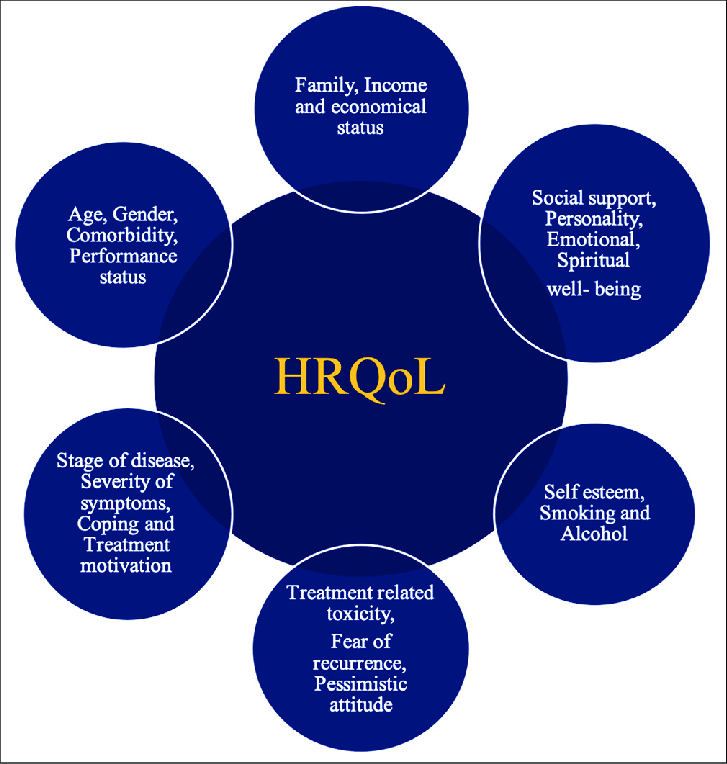 Family, Income
and economical
status
Social support,
Personality,
Emotional,
Spiritual
well- being
Self esteem,
Smoking and
Alcohol
Treatment related
toxicity,
Fear of
recurrence,
Pessimistic
attitude
Stage of disease,
Severity of
symptoms,
Coping and
Treatment
motivation
Age, Gender,
Comorbidity,
Performance
status
HRQoL